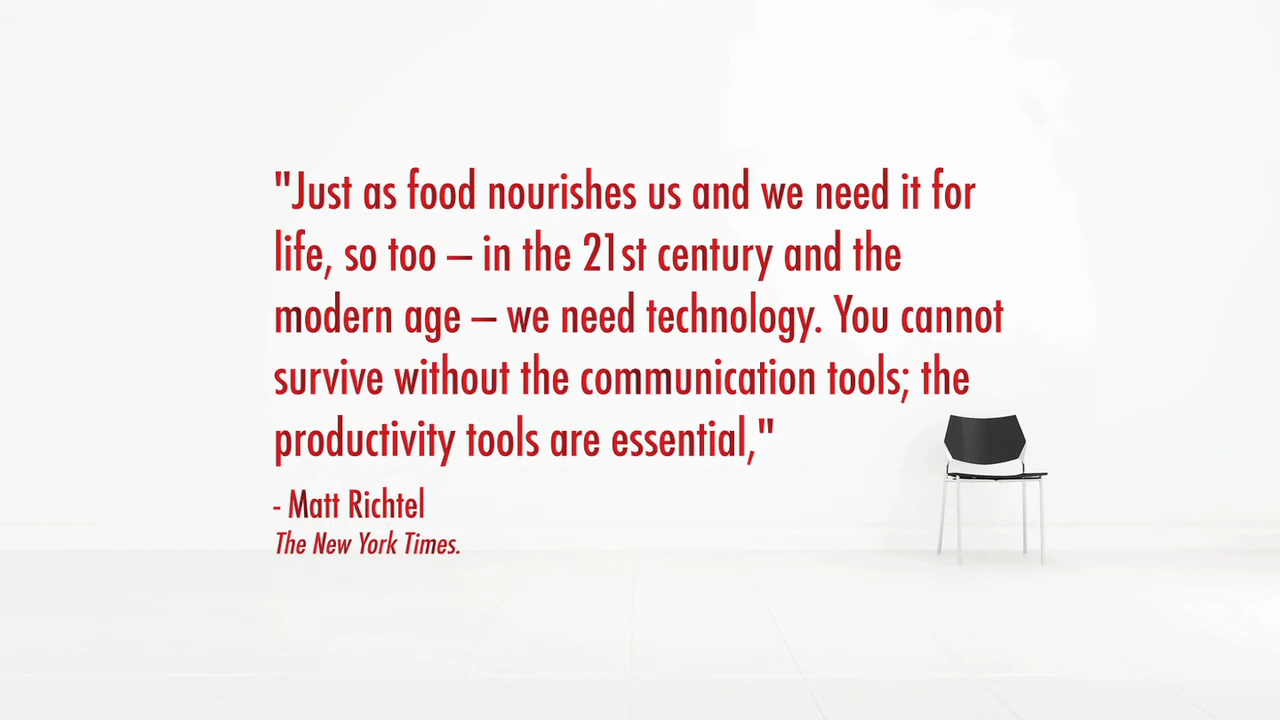 "Just as food nourishes us and we need it for
life, so too – in the 21st century and the
modern age – we need technology. You cannot
survive without the communication tools; the
productivity tools are essential,"
- Matt Richtel
The New York Times.